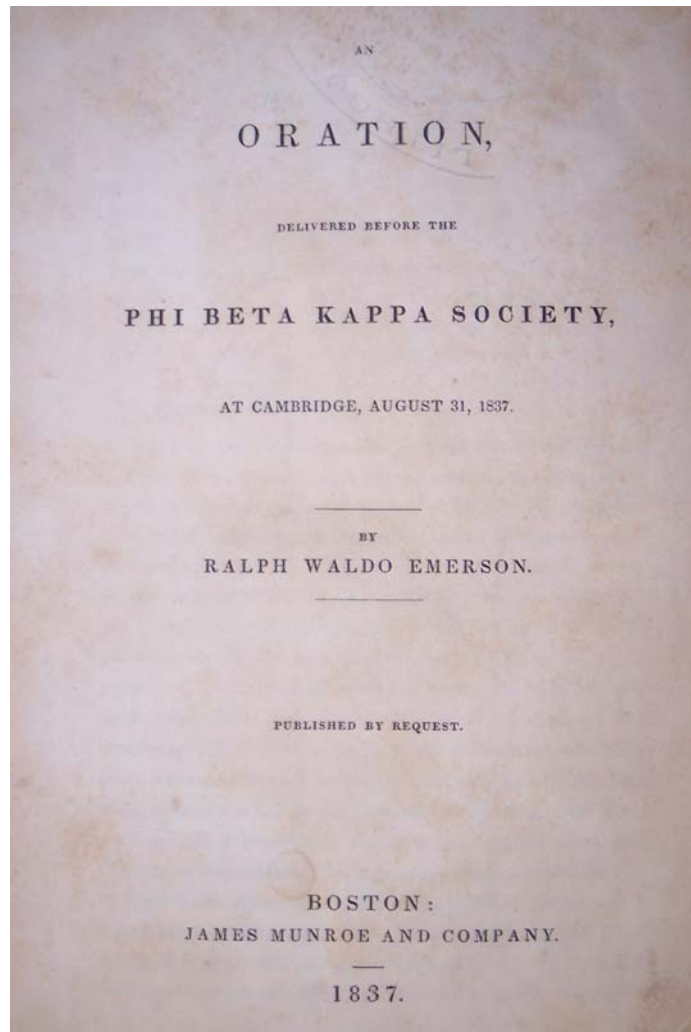 AN
ORATION,
DELIVERED BEFORE THE
PHI BETA KAPPA SOCIETY,
AT CAMBRIDGE, AUGUST 31, 1837.
BY
RALPH WALDO EMERSON.
PUBLISHED BY REQUEST.
BOSTON:
JAMES MUNROE AND COMPANY.
1837.